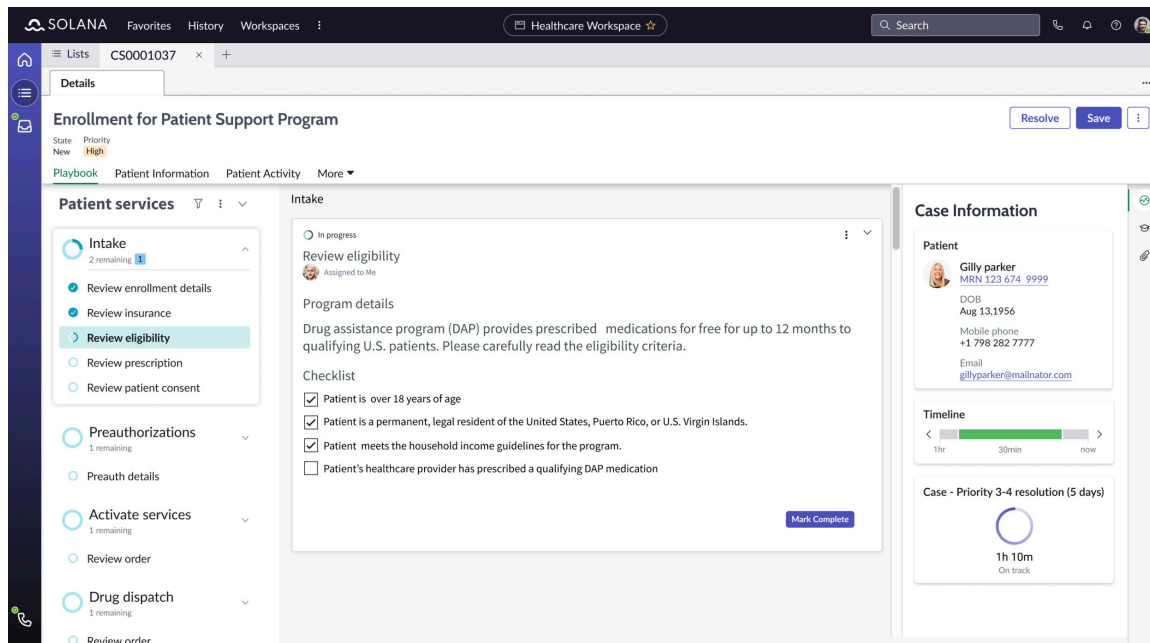 SOLANA Favorites History Workspaces
Healthcare Workspace
Search
Lists CS0001037
Details
Enrollment for Patient Support Program
Resolve Save
State Priority
New High
Playbook Patient Information Patient Activity More
Patient services
Intake
2 remaining 1
Review enrollment details
Review insurance
Review eligibility
Review prescription
Review patient consent
Preauthorizations
1 remaining
Preauth details
Activate services
1 remaining
Review order
Drug dispatch
1 remaining
Review order
Intake
In progress
Review eligibility
Assigned to Me
Program details
Drug assistance program (DAP) provides prescribed medications for free for up to 12 months to
qualifying U.S. patients. Please carefully read the eligibility criteria.
Checklist
Patient is over 18 years of age
Patient is a permanent, legal resident of the United States, Puerto Rico, or U.S. Virgin Islands.
Patient meets the household income guidelines for the program.
Patient's healthcare provider has prescribed a qualifying DAP medication
Mark Complete
Case Information
Patient
Gilly parker
MRN 123 674 9999
DOB
Aug 13,1956
Mobile phone
+1 798 282 7777
Email
gillyparker@mailnator.com
Timeline
1hr 30min now
Case - Priority 3-4 resolution (5 days)
1h 10m
On track